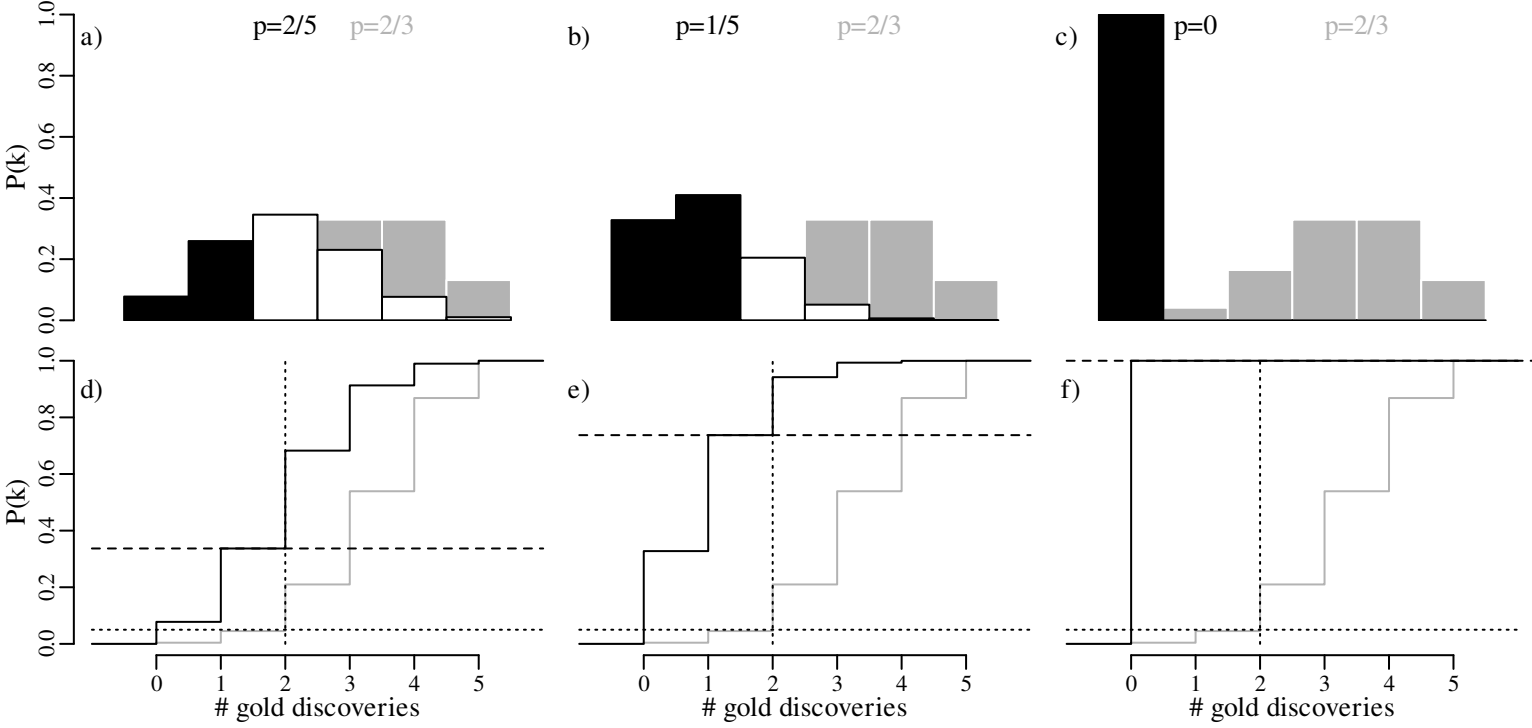 a) p=2/5 p=2/3
b) p=1/5 p=2/3
c) p=0 p=2/3
P(k)
0.0 0.2 0.4 0.6 0.8 1.0
d)
e)
f)
P(k)
0.0 0.2 0.4 0.6 0.8 1.0
0 1 2 3 4 5
# gold discoveries
0 1 2 3 4 5
# gold discoveries
0 1 2 3 4 5
# gold discoveries